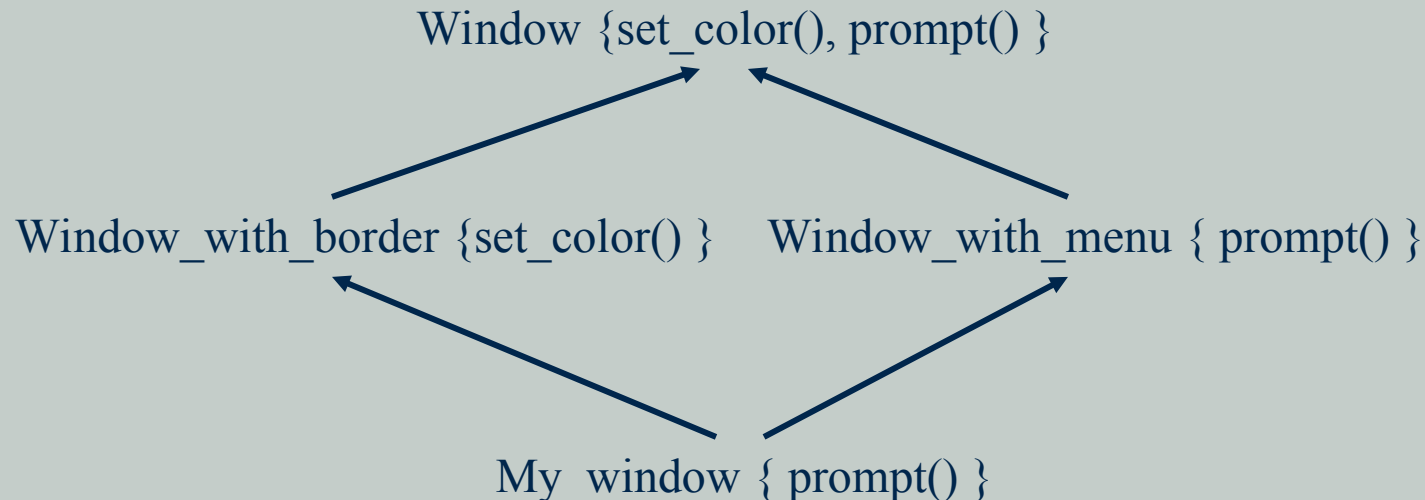 Window {set_color(), prompt() }
Window_with_border {set_color() }
Window_with_menu { prompt() }
My_window { prompt() }